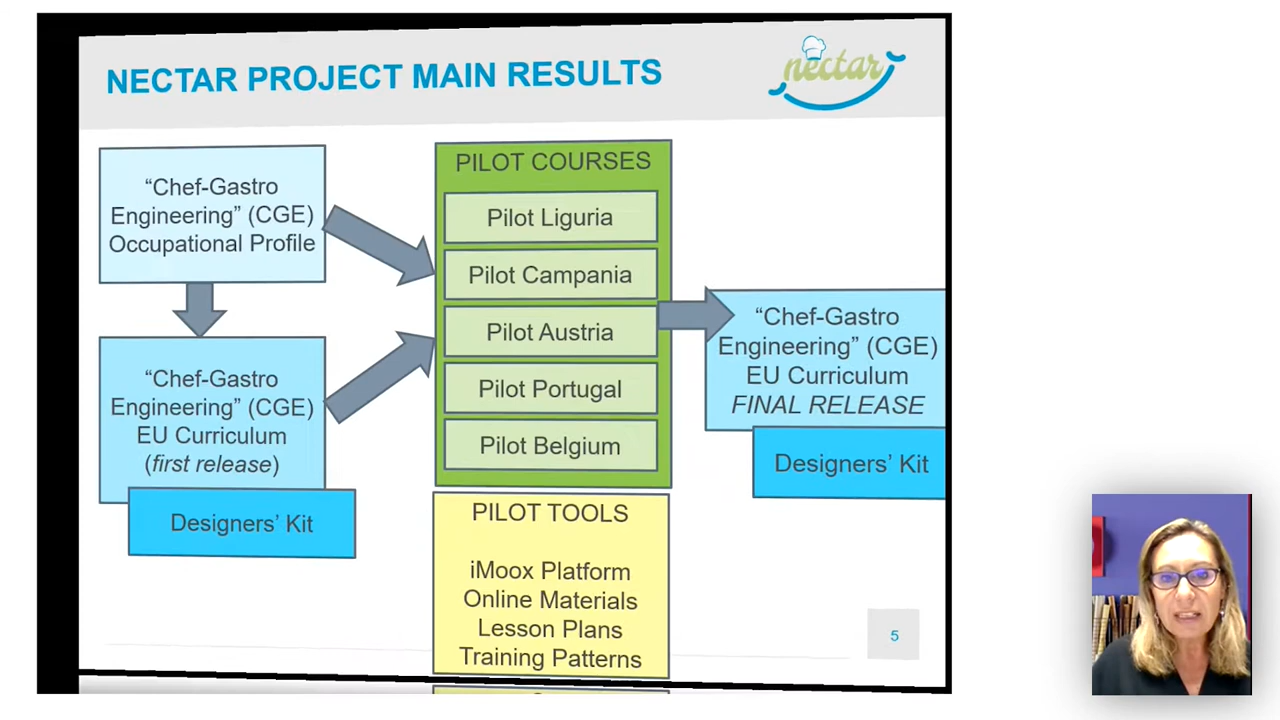 NECTAR PROJECT MAIN RESULTS
nectar
“Chef-Gastro
Engineering” (CGE)
Occupational Profile
“Chef-Gastro
Engineering” (CGE)
EU Curriculum
(first release)
Designers’ Kit
PILOT COURSES
Pilot Liguria
Pilot Campania
Pilot Austria
Pilot Portugal
Pilot Belgium
PILOT TOOLS
iMoox Platform
Online Materials
Lesson Plans
Training Patterns
“Chef-Gastro
Engineering” (CGE)
EU Curriculum
FINAL RELEASE
Designers’ Kit
5